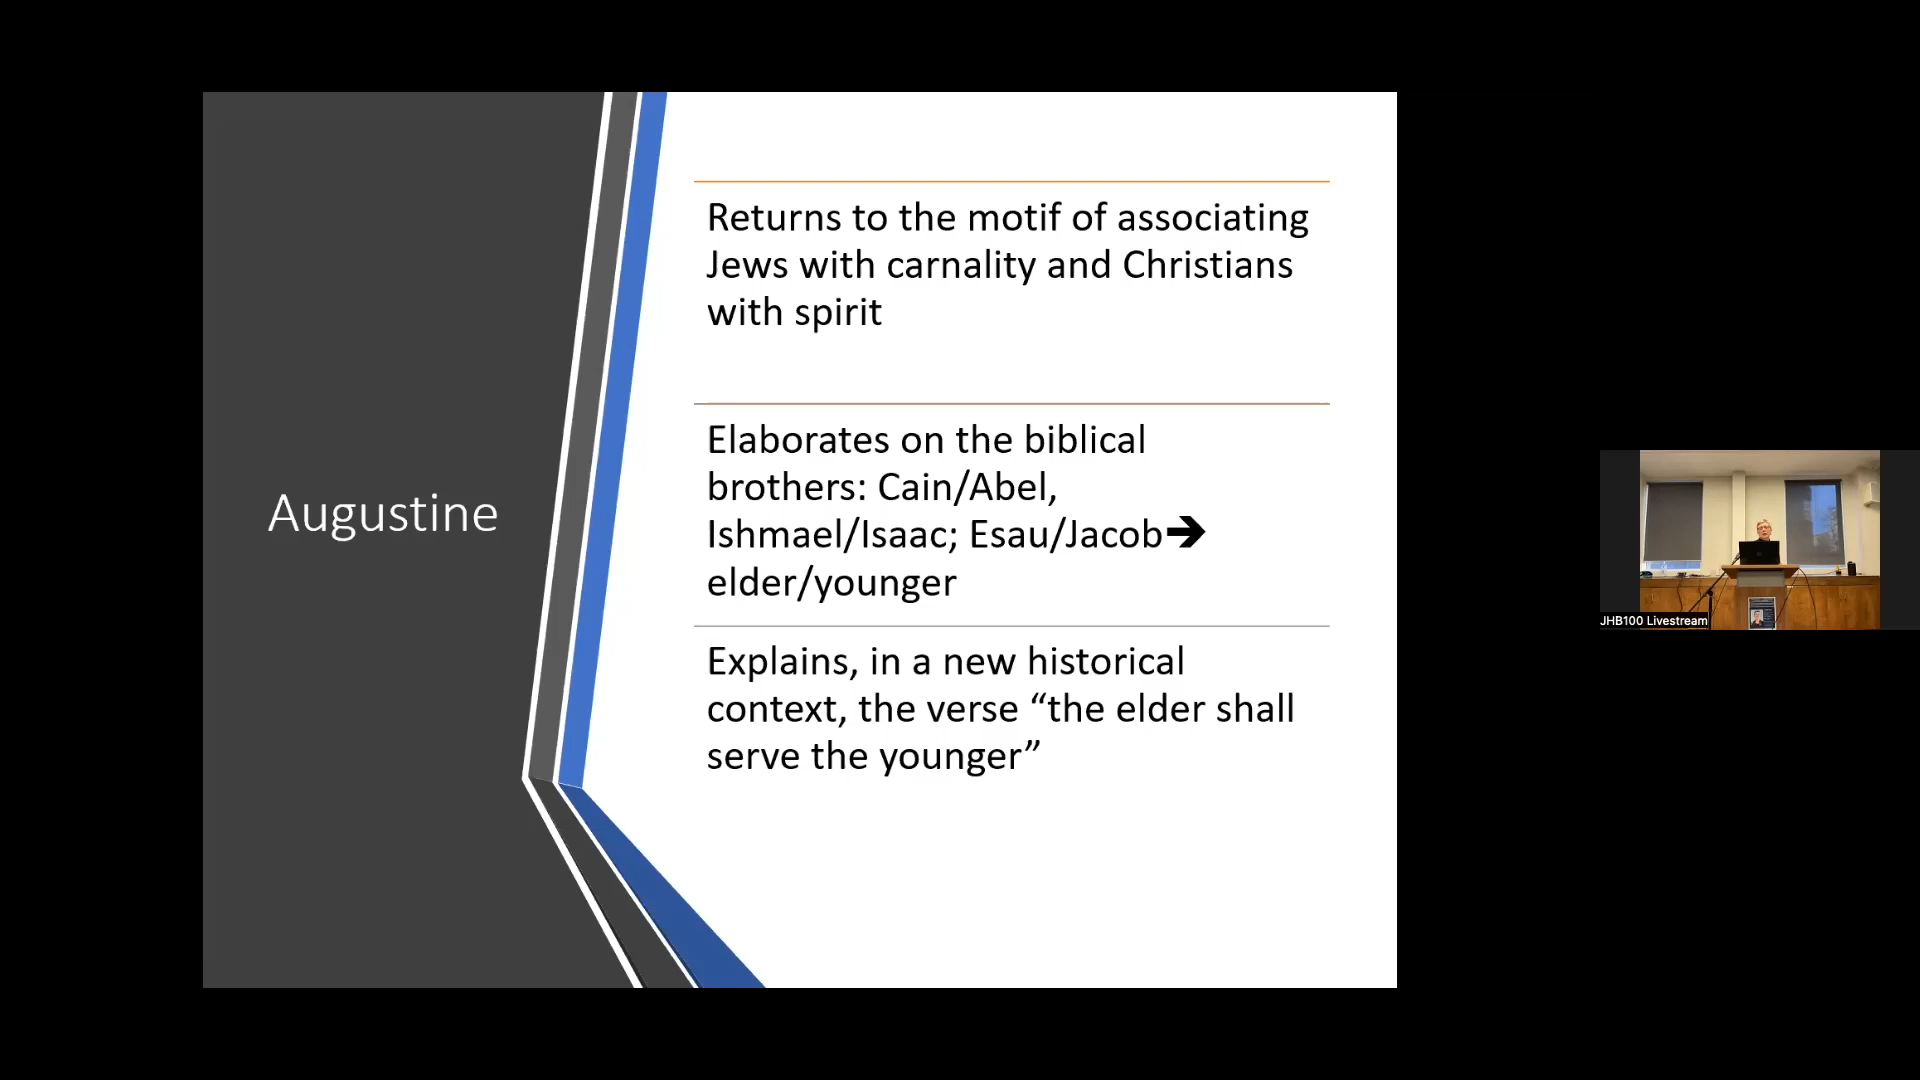 Augustine
Returns to the motif of associating
Jews with carnality and Christians
with spirit
Elaborates on the biblical
brothers: Cain/Abel,
Ishmael/Isaac; Esau/Jacob➔
elder/younger
Explains, in a new historical
context, the verse “the elder shall
serve the younger”
JHB100 Livestream